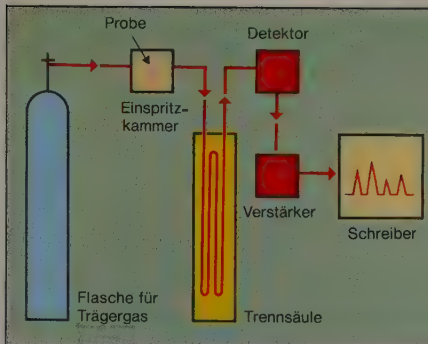 Probe
Detektor
Einspritz-
kammer
Verstärker
Schreiber
Flasche für
Trägergas
Trennsäule